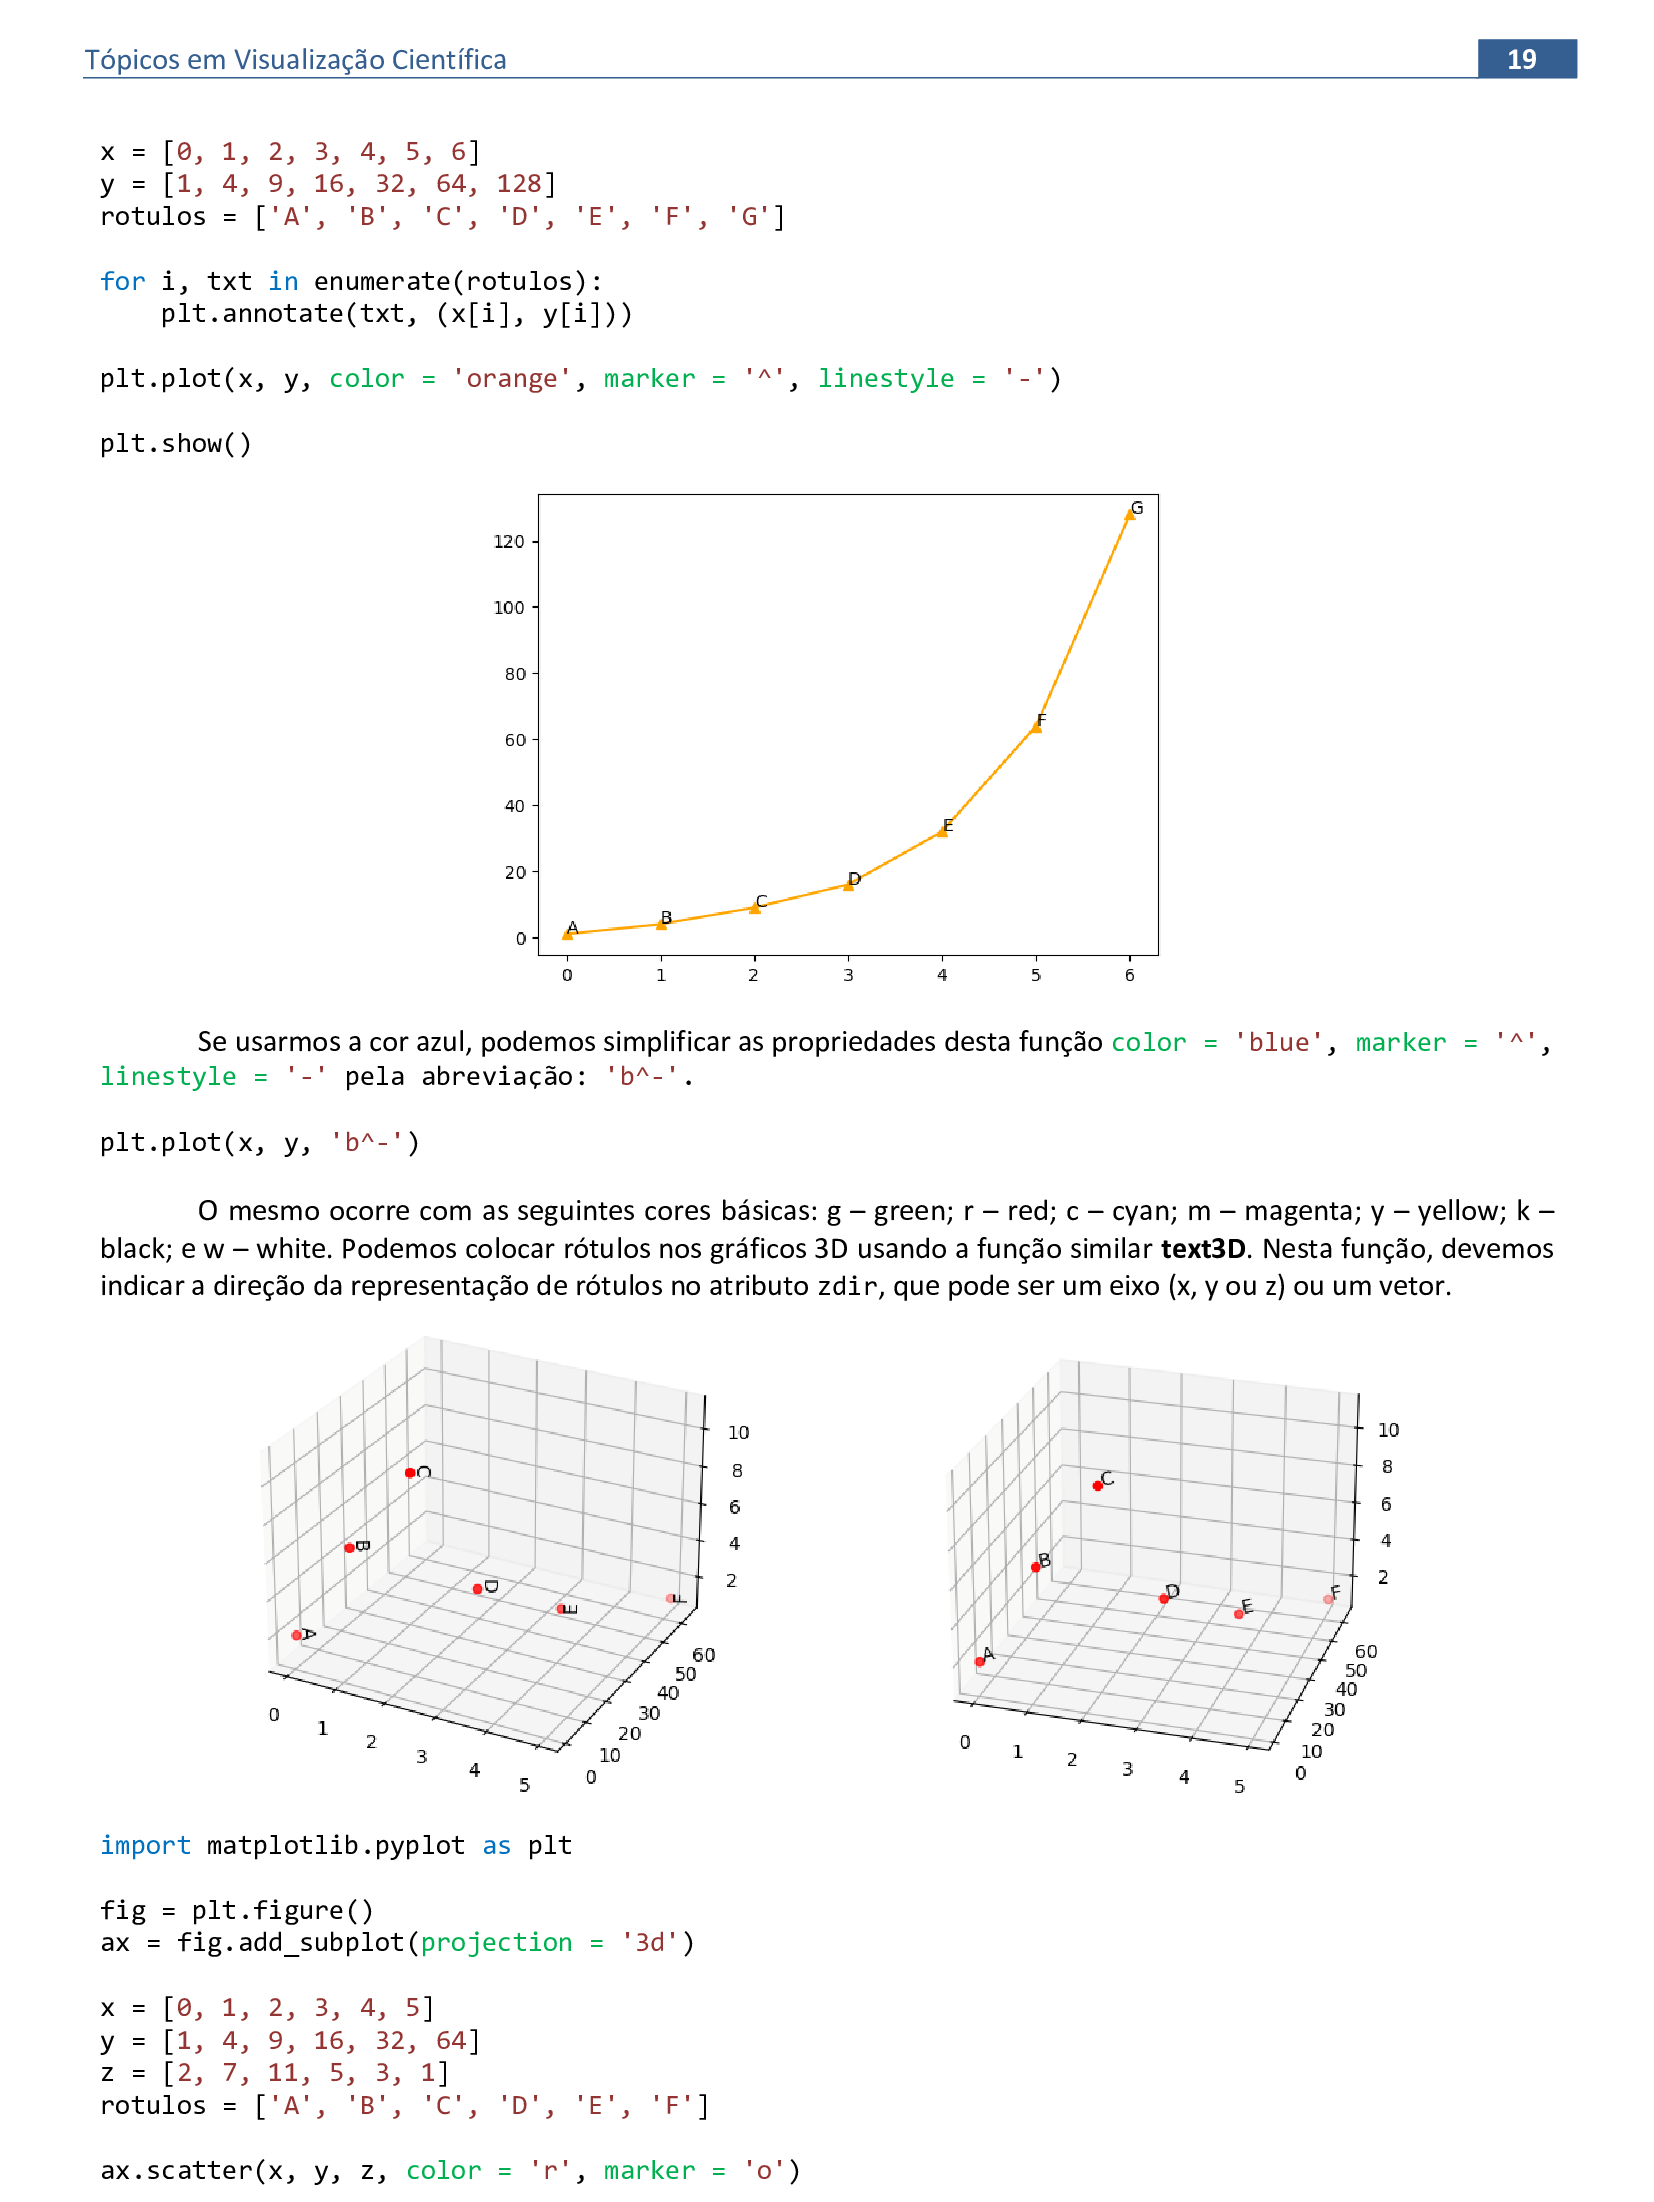 Tópicos em Visualização Científica 19
x = [0, 1, 2, 3, 4, 5, 6]
y = [1, 4, 9, 16, 32, 64, 128]
rotulos = ['A', 'B', 'C', 'D', 'E', 'F', 'G']
for i, txt in enumerate(rotulos):
    plt.annotate(txt, (x[i], y[i]))
plt.plot(x, y, color = 'orange', marker = '^', linestyle = '-')
plt.show()
G
120
100
80
F
60
40
E
D
20
C
B
A
0
0 1 2 3 4 5 6
Se usarmos a cor azul, podemos simplificar as propriedades desta função color = 'blue', marker = '^',
linestyle = '-' pela abreviação: 'b^-'.
plt.plot(x, y, 'b^-')
O mesmo ocorre com as seguintes cores básicas: g – green; r – red; c – cyan; m – magenta; y – yellow; k –
black; e w – white. Podemos colocar rótulos nos gráficos 3D usando a função similar text3D. Nesta função, devemos
indicar a direção da representação de rótulos no atributo zdir, que pode ser um eixo (x, y ou z) ou um vetor.
A B C D E F
10
8
6
4
2
60
50
40
30
20
10
0
0 1 2 3 4 5
A B C D E F
10
8
6
4
2
60
50
40
30
20
10
0
0 1 2 3 4 5
import matplotlib.pyplot as plt
fig = plt.figure()
ax = fig.add_subplot(projection = '3d')
x = [0, 1, 2, 3, 4, 5]
y = [1, 4, 9, 16, 32, 64]
z = [2, 7, 11, 5, 3, 1]
rotulos = ['A', 'B', 'C', 'D', 'E', 'F']
ax.scatter(x, y, z, color = 'r', marker = 'o')